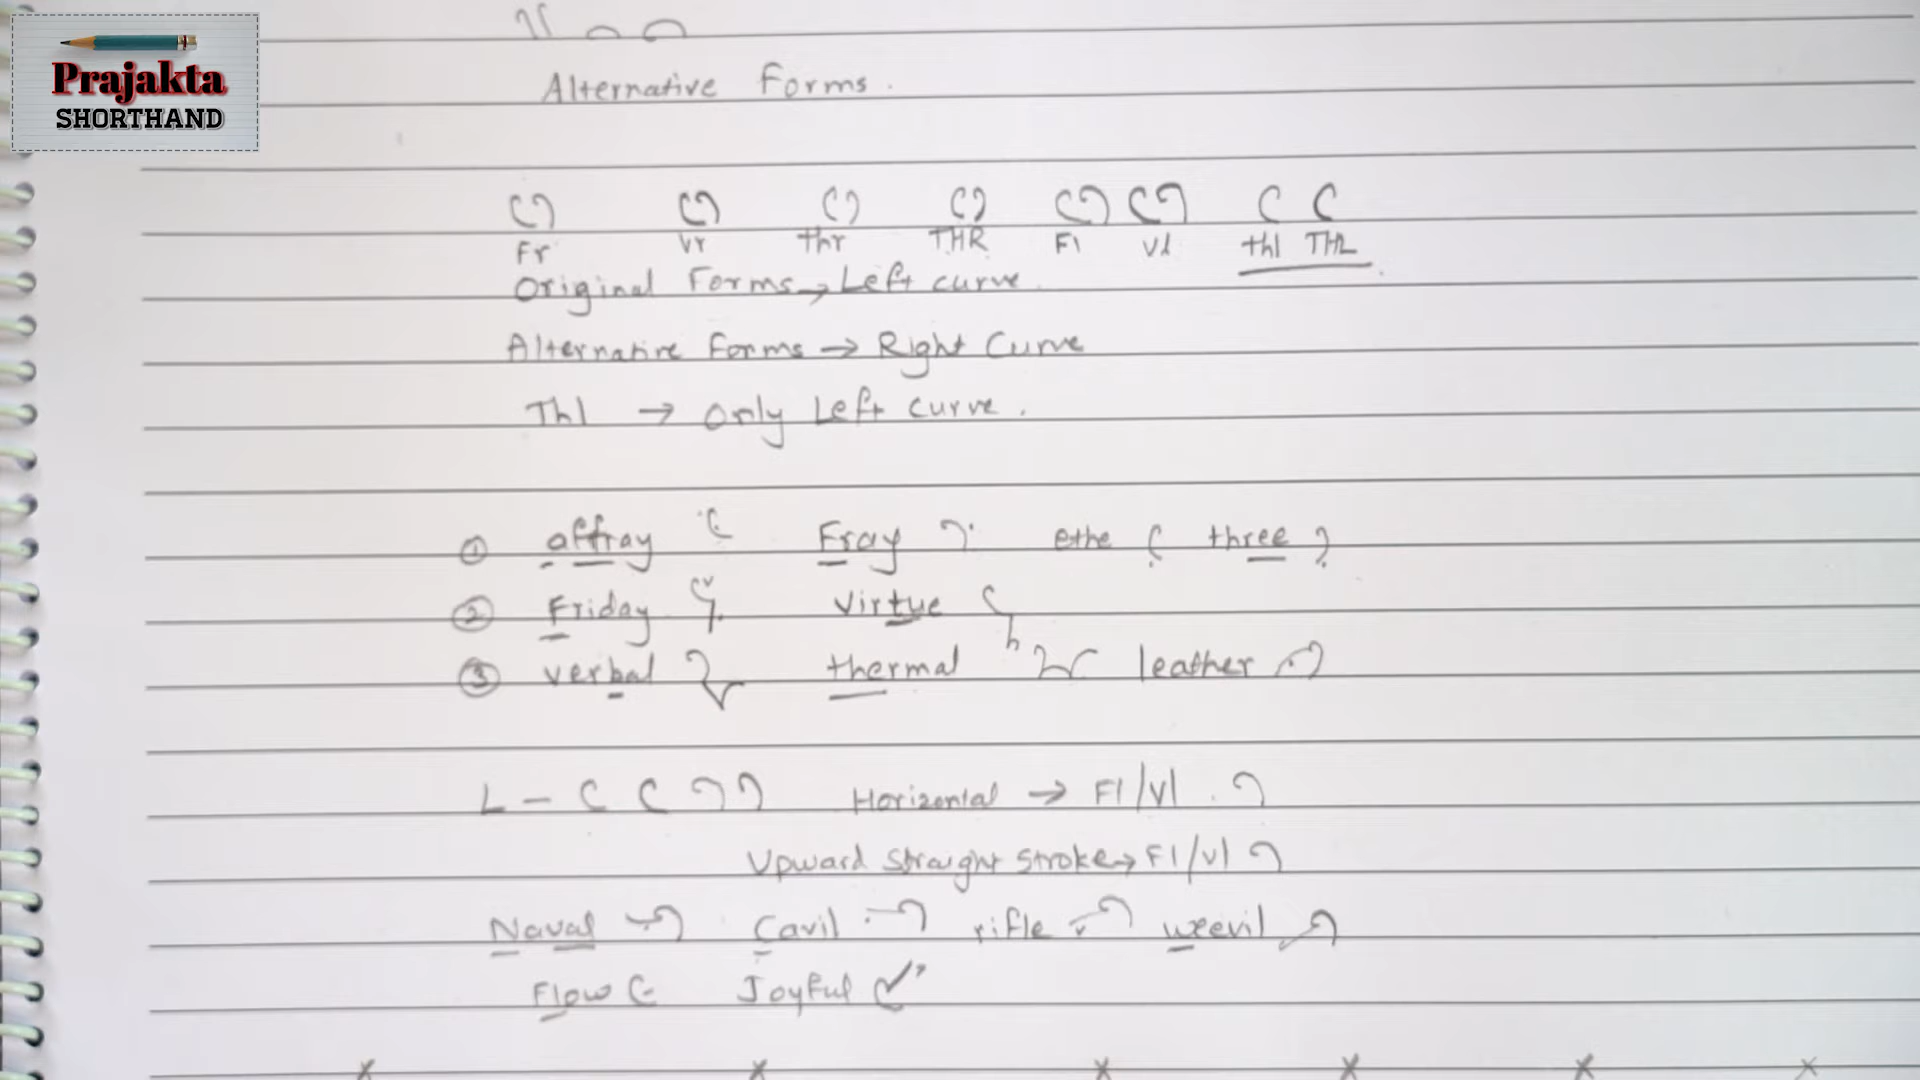 Prajakta
SHORTHAND
Alternative Forms.
Fr Vr Thr THR Fl Vl thl THL
Original Forms → Left curve.
Alternative Forms → Right Curve
Thl → only Left curve.
① affray Fray ethe three
② Friday Virtue
③ verbal thermal leather
L - Horizontal → Fl/Vl.
Upward Straight Stroke → Fl/Vl
Naval Cavil rifle weevil
Flow Joyful
x x x x x x